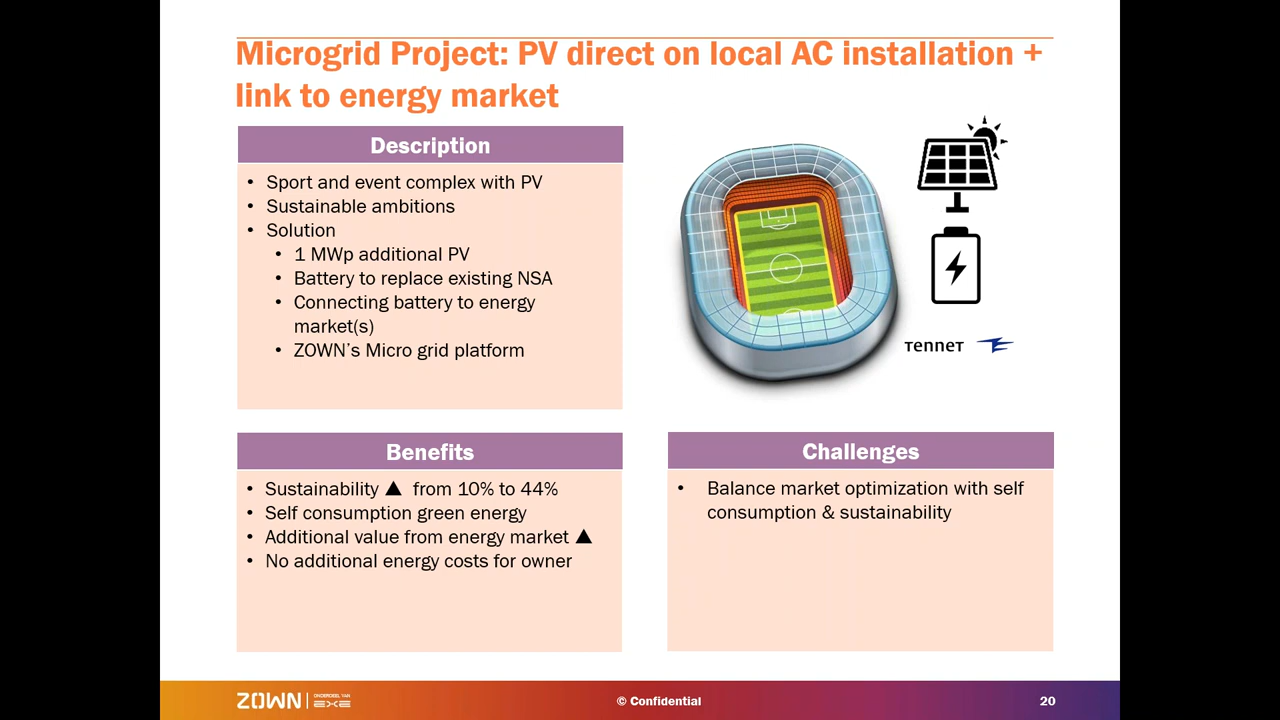 Microgrid Project: PV direct on local AC installation +
link to energy market
Description
• Sport and event complex with PV
• Sustainable ambitions
• Solution
• 1 MWp additional PV
• Battery to replace existing NSA
• Connecting battery to energy
market(s)
• ZOWN’s Micro grid platform
TENNET
Benefits
• Sustainability ▲ from 10% to 44%
• Self consumption green energy
• Additional value from energy market ▲
• No additional energy costs for owner
Challenges
• Balance market optimization with self
consumption & sustainability
ZOWN
ONDERDEEL VAN
EXE
© Confidential
20